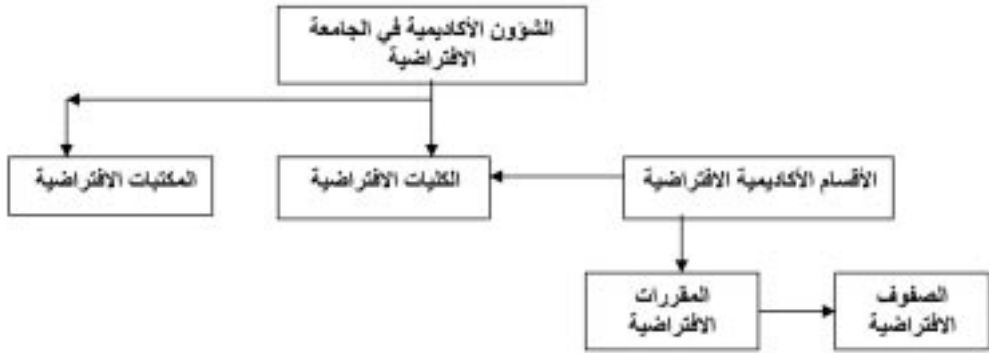 الشؤون الأكاديمية في الجامعة
الافتراضية
الأقسام الأكاديمية الافتراضية
الكليات الافتراضية
المكتبات الافتراضية
الصفوف
الافتراضية
المقررات
الافتراضية